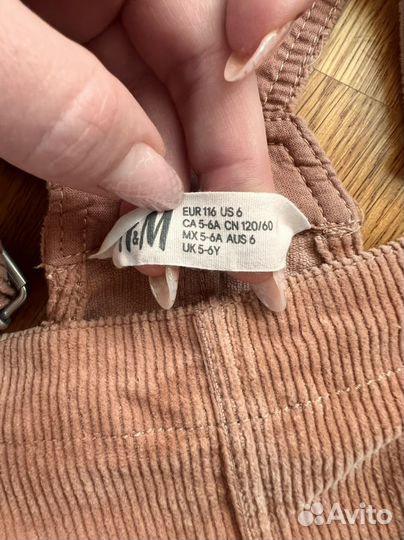 H&M
EUR 116 US 6
CA 5-6A CN 120/60
MX 5-6A AUS 6
UK 5-6Y
Avito